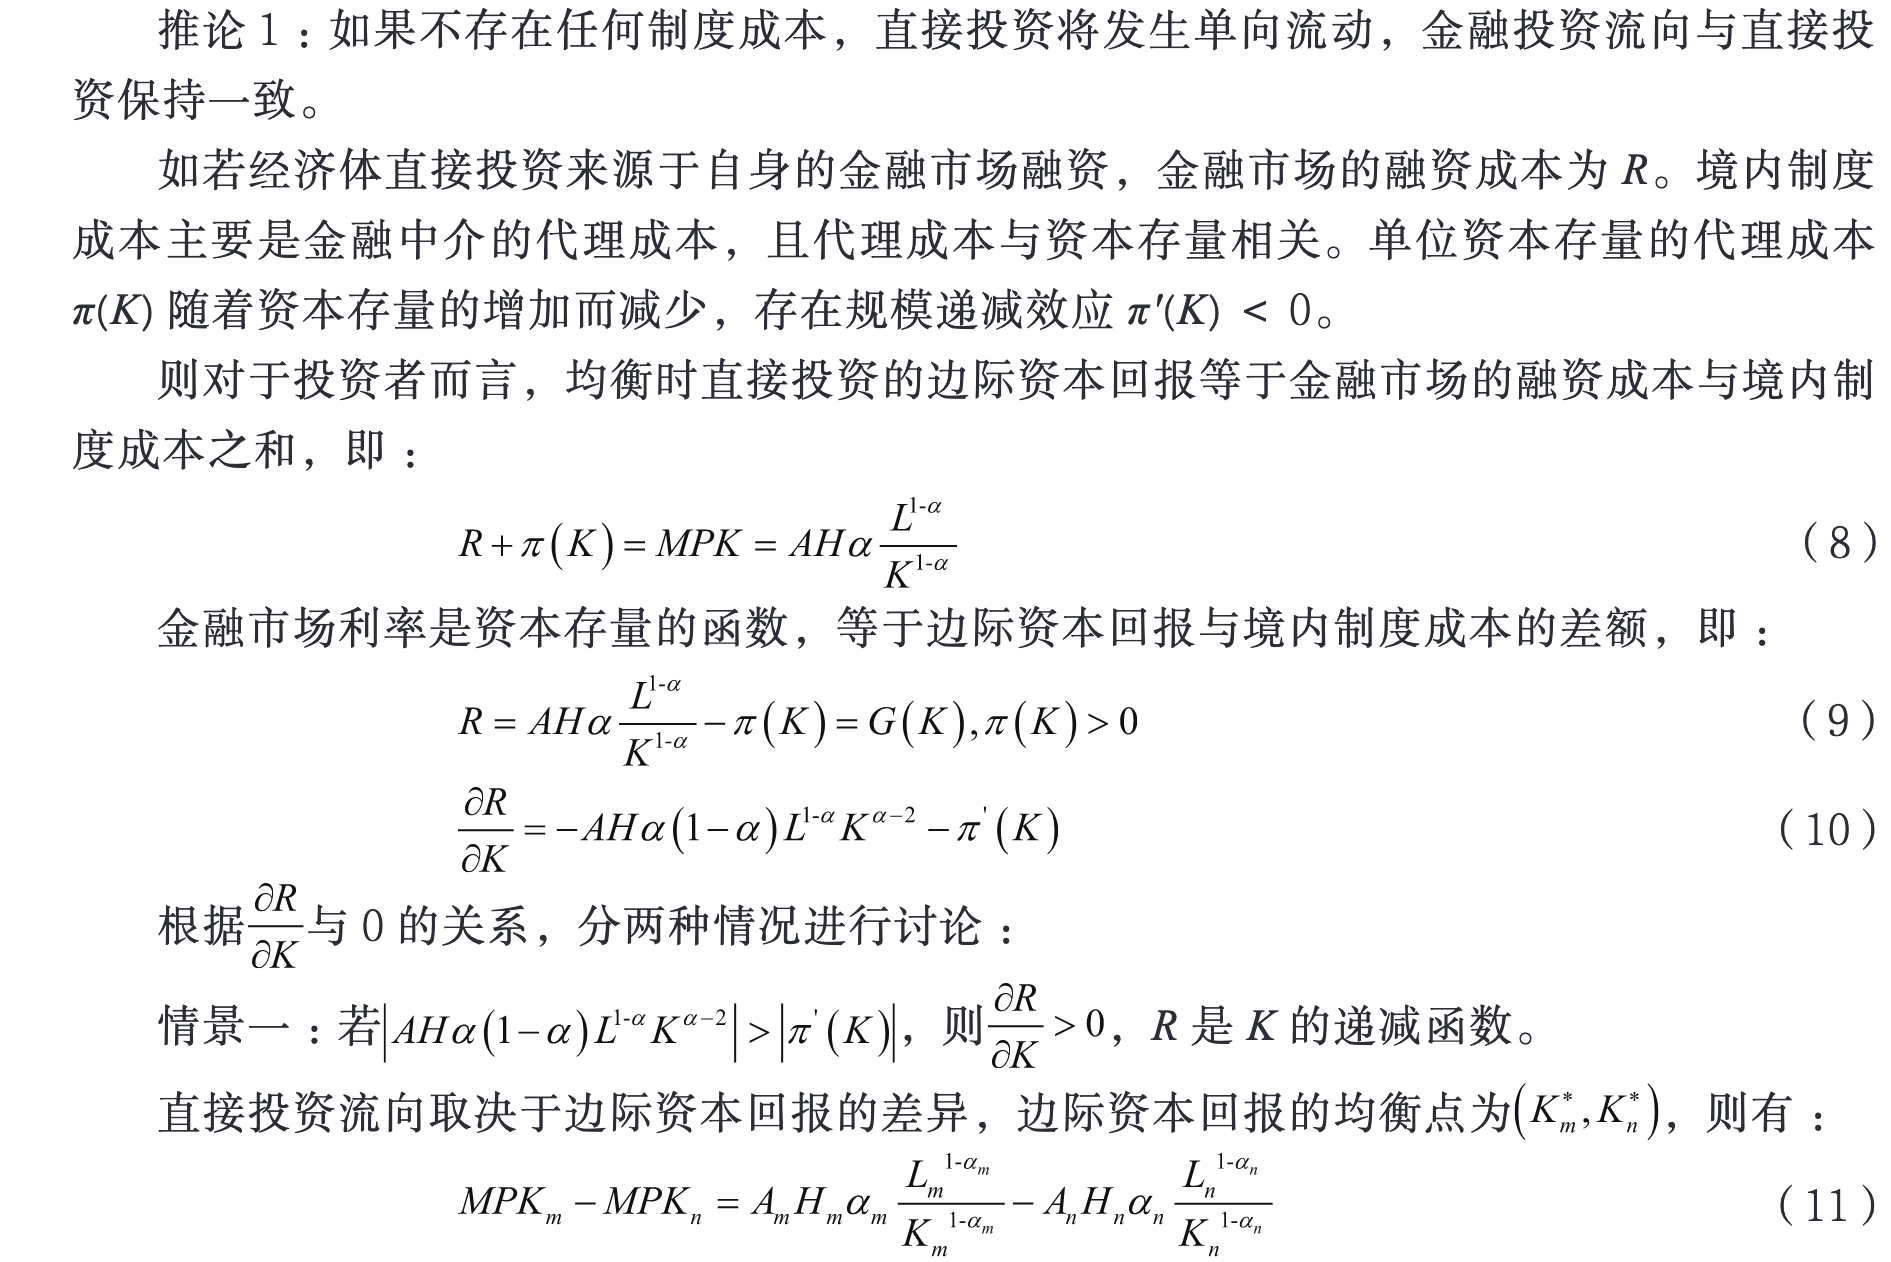 推论 1：如果不存在任何制度成本，直接投资将发生单向流动，金融投资流向与直接投
资保持一致。
如若经济体直接投资来源于自身的金融市场融资，金融市场的融资成本为 R。境内制度
成本主要是金融中介的代理成本，且代理成本与资本存量相关。单位资本存量的代理成本
π(K) 随着资本存量的增加而减少，存在规模递减效应 π'(K) < 0。
则对于投资者而言，均衡时直接投资的边际资本回报等于金融市场的融资成本与境内制
度成本之和，即：
$R+\pi(K)=MPK=AH\alpha\frac{L^{1-\alpha}}{K^{1-\alpha}}$ （8）
金融市场利率是资本存量的函数，等于边际资本回报与境内制度成本的差额，即：
$R=AH\alpha\frac{L^{1-\alpha}}{K^{1-\alpha}}-\pi(K)=G(K),\pi(K)>0$ （9）
$\frac{\partial R}{\partial K}=-AH\alpha(1-\alpha)L^{1-\alpha}K^{\alpha-2}-\pi'(K)$ （10）
根据$\frac{\partial R}{\partial K}$与 0 的关系，分两种情况进行讨论：
情景一：若$|AH\alpha(1-\alpha)L^{1-\alpha}K^{\alpha-2}|>|\pi'(K)|$，则$\frac{\partial R}{\partial K}>0$，R 是 K 的递减函数。
直接投资流向取决于边际资本回报的差异，边际资本回报的均衡点为$(K_m^*,K_n^*)$，则有：
$MPK_m-MPK_n=A_mH_m\alpha_m\frac{L_m^{1-\alpha_m}}{K_m^{1-\alpha_m}}-A_nH_n\alpha_n\frac{L_n^{1-\alpha_n}}{K_n^{1-\alpha_n}}$ （11）